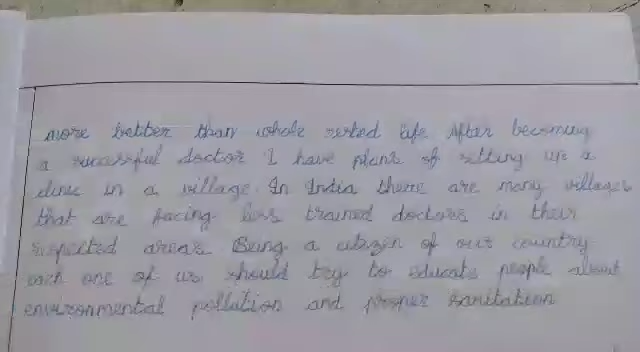 more better than whole rested life After becoming
a successful doctor I have plans of setting up a
clinic in a village. In India there are many villages
that are facing less trained doctors in their
respected areas. Being a citizen of our country
each one of us should try to educate people about
environmental pollution and proper sanitation